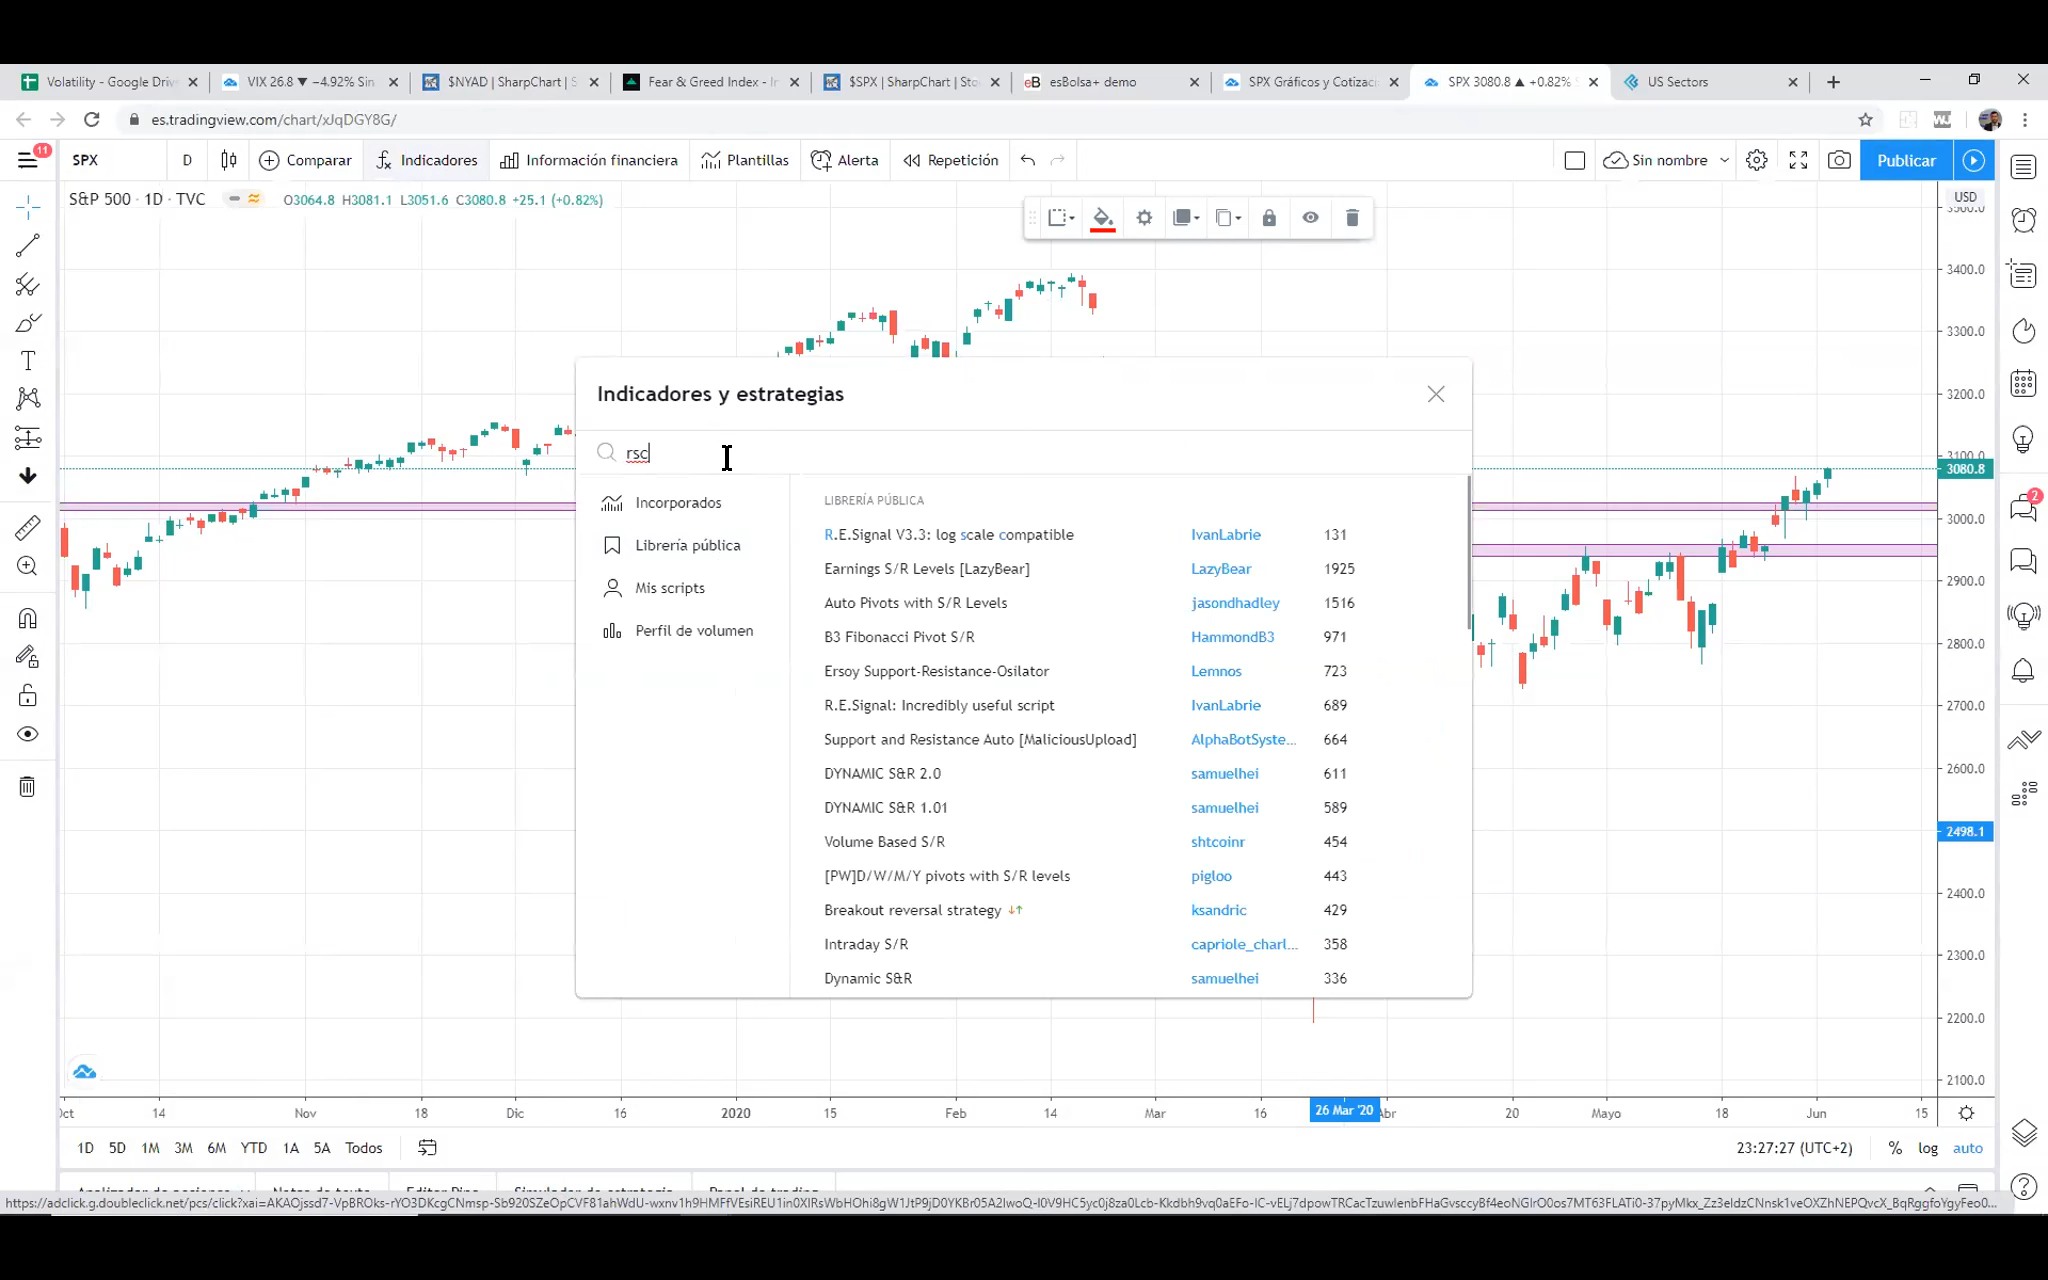 Volatility - Google Driv
VIX 26.8 ▼ −4.92% Sin
$NYAD | SharpChart | S
Fear & Greed Index - In
$SPX | SharpChart | Sto
esBolsa+ demo
SPX Gráficos y Cotizaci
SPX 3080.8 ▲ +0.82%
US Sectors
es.tradingview.com/chart/xJqDGY8G/
11
SPX
D
Comparar
Indicadores
Información financiera
Plantillas
Alerta
Repetición
Sin nombre
Publicar
S&P 500 · 1D · TVC
O3064.8 H3081.1 L3051.6 C3080.8 +25.1 (+0.82%)
USD
3500.0
3400.0
3300.0
3200.0
3100.0
3080.8
3000.0
2900.0
2800.0
2700.0
2600.0
2498.1
2400.0
2300.0
2200.0
2100.0
2
Indicadores y estrategias
rsc
Incorporados
Librería pública
Mis scripts
Perfil de volumen
LIBRERÍA PÚBLICA
R.E.Signal V3.3: log scale compatible IvanLabrie 131
Earnings S/R Levels [LazyBear] LazyBear 1925
Auto Pivots with S/R Levels jasondhadley 1516
B3 Fibonacci Pivot S/R HammondB3 971
Ersoy Support-Resistance-Osilator Lemnos 723
R.E.Signal: Incredibly useful script IvanLabrie 689
Support and Resistance Auto [MaliciousUpload] AlphaBotSyste... 664
DYNAMIC S&R 2.0 samuelhei 611
DYNAMIC S&R 1.01 samuelhei 589
Volume Based S/R shtcoinr 454
[PW]D/W/M/Y pivots with S/R levels pigloo 443
Breakout reversal strategy ↓↑ ksandric 429
Intraday S/R capriole_charl... 358
Dynamic S&R samuelhei 336
Oct 14 Nov 18 Dic 16 2020 15 Feb 14 Mar 16 26 Mar '20 Abr 20 Mayo 18 Jun 15
1D 5D 1M 3M 6M YTD 1A 5A Todos
23:27:27 (UTC+2) % log auto